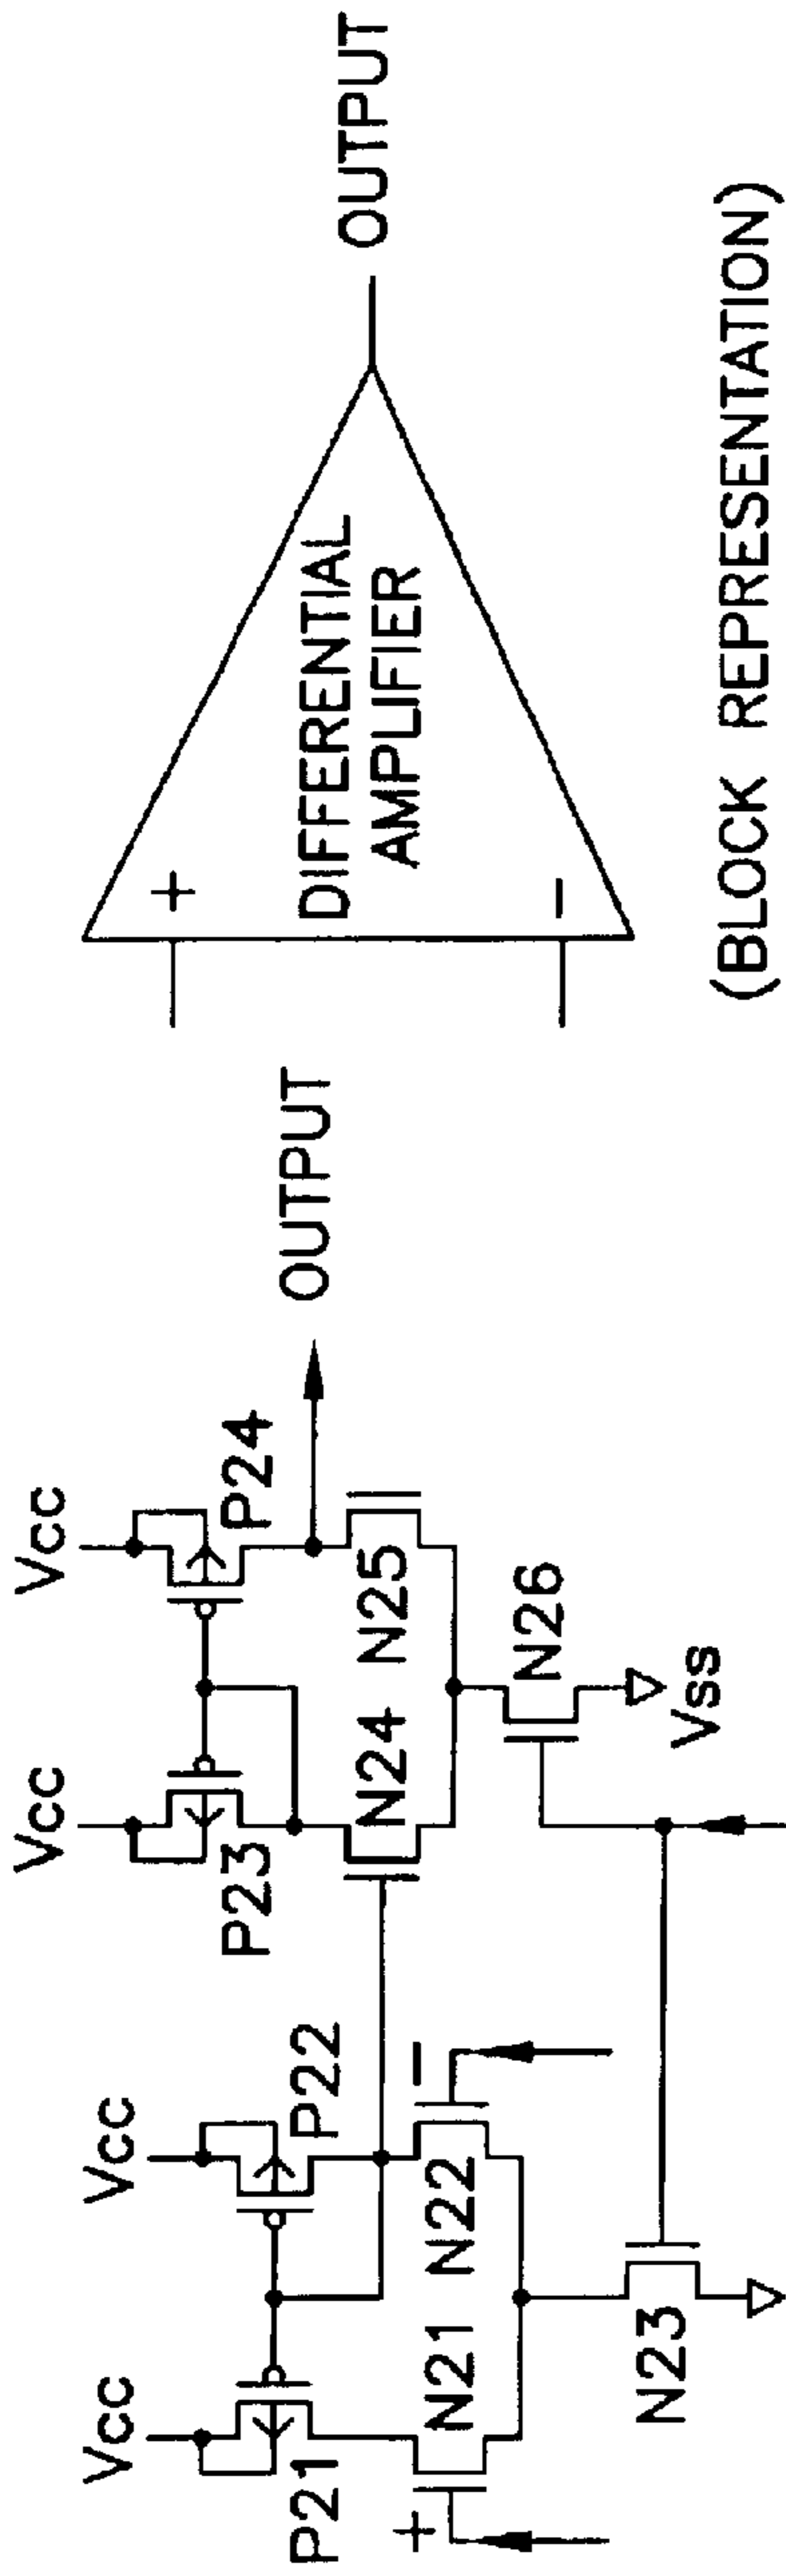 Vcc
Vcc
Vcc
Vcc
P21
P22
P23
P24
OUTPUT
+
N21
N22
−
N24
N25
N23
N26
Vss
+
−
DIFFERENTIAL
AMPLIFIER
OUTPUT
(BLOCK REPRESENTATION)